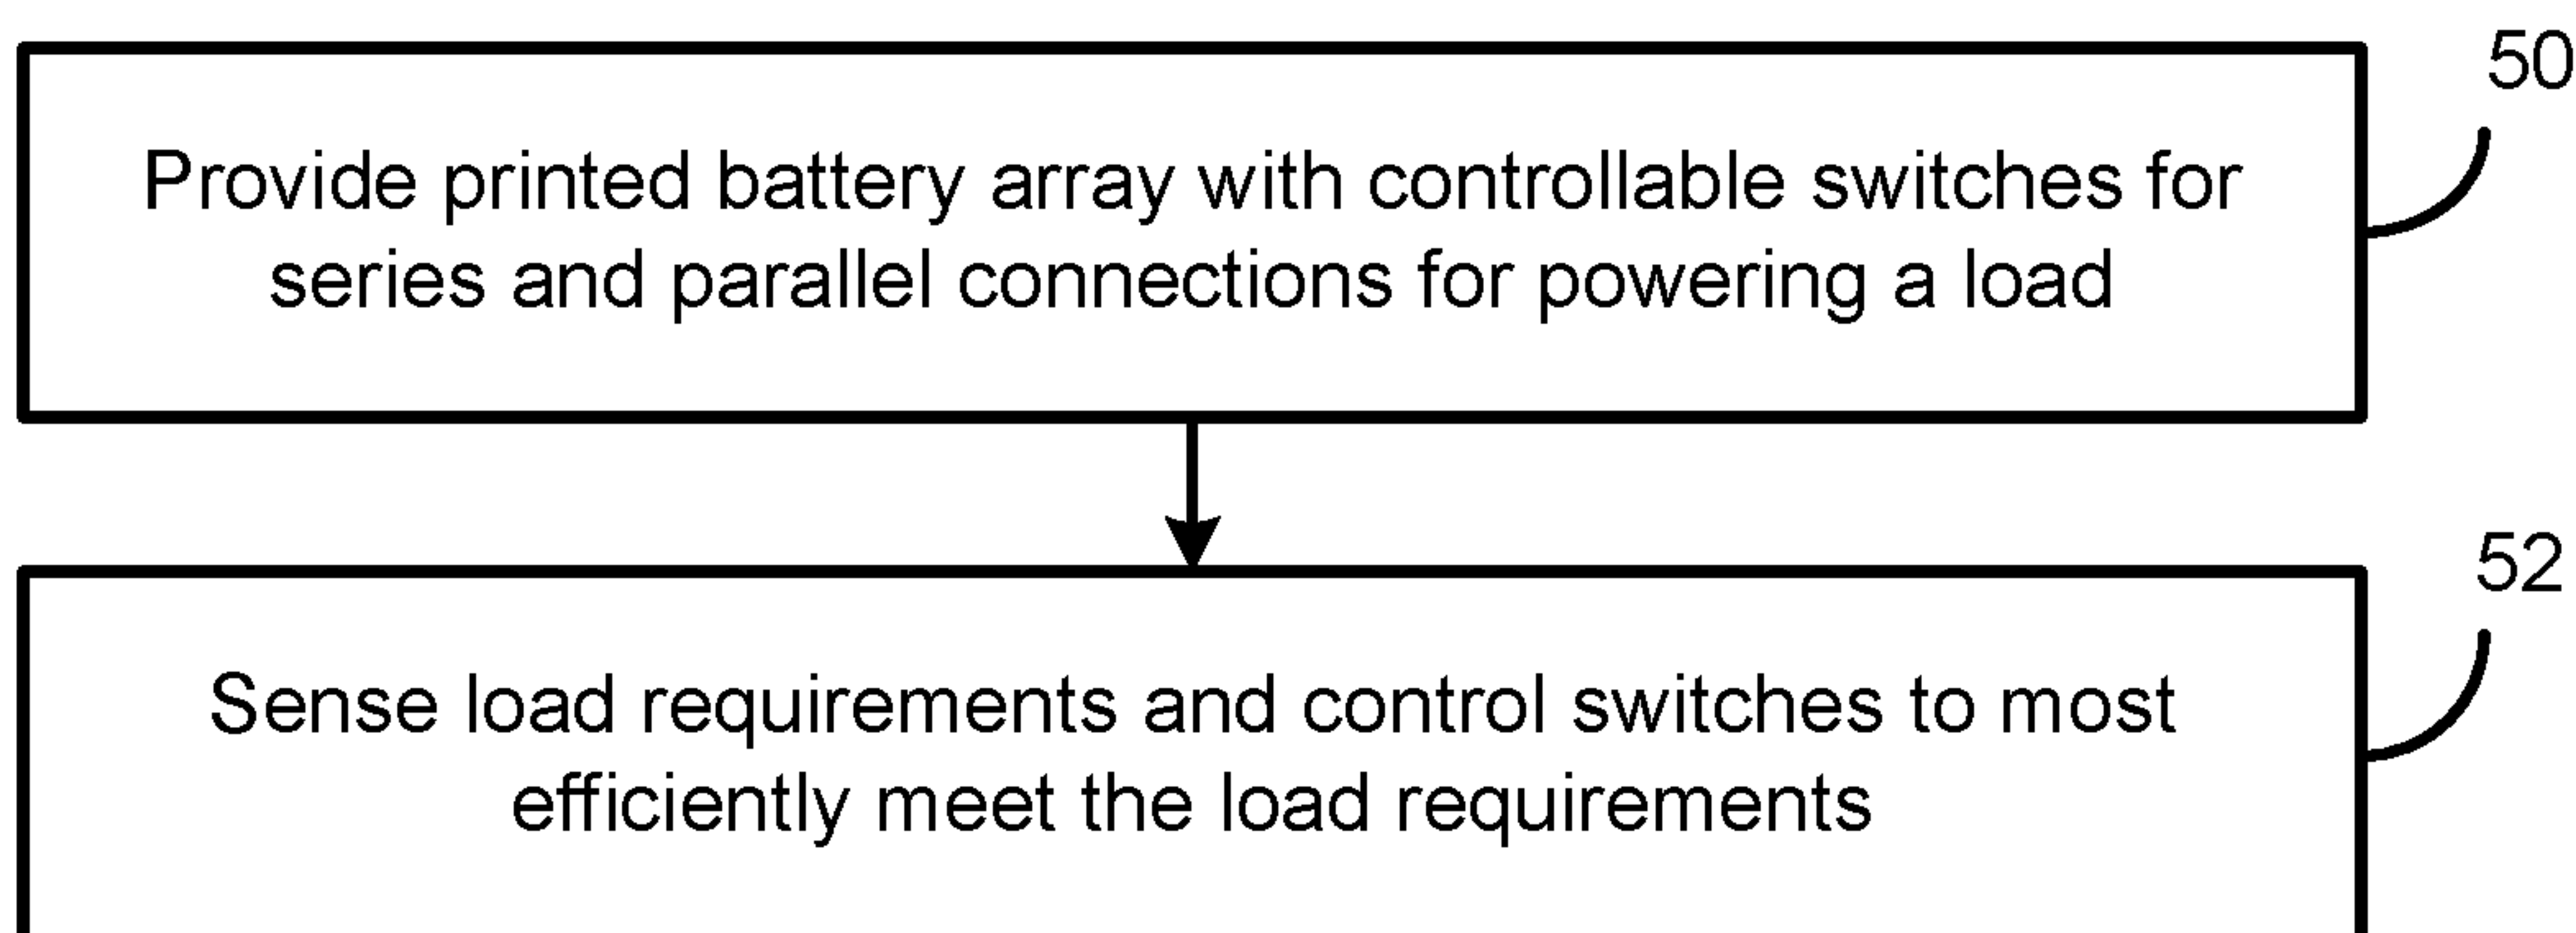 50
Provide printed battery array with controllable switches for
series and parallel connections for powering a load
52
Sense load requirements and control switches to most
efficiently meet the load requirements